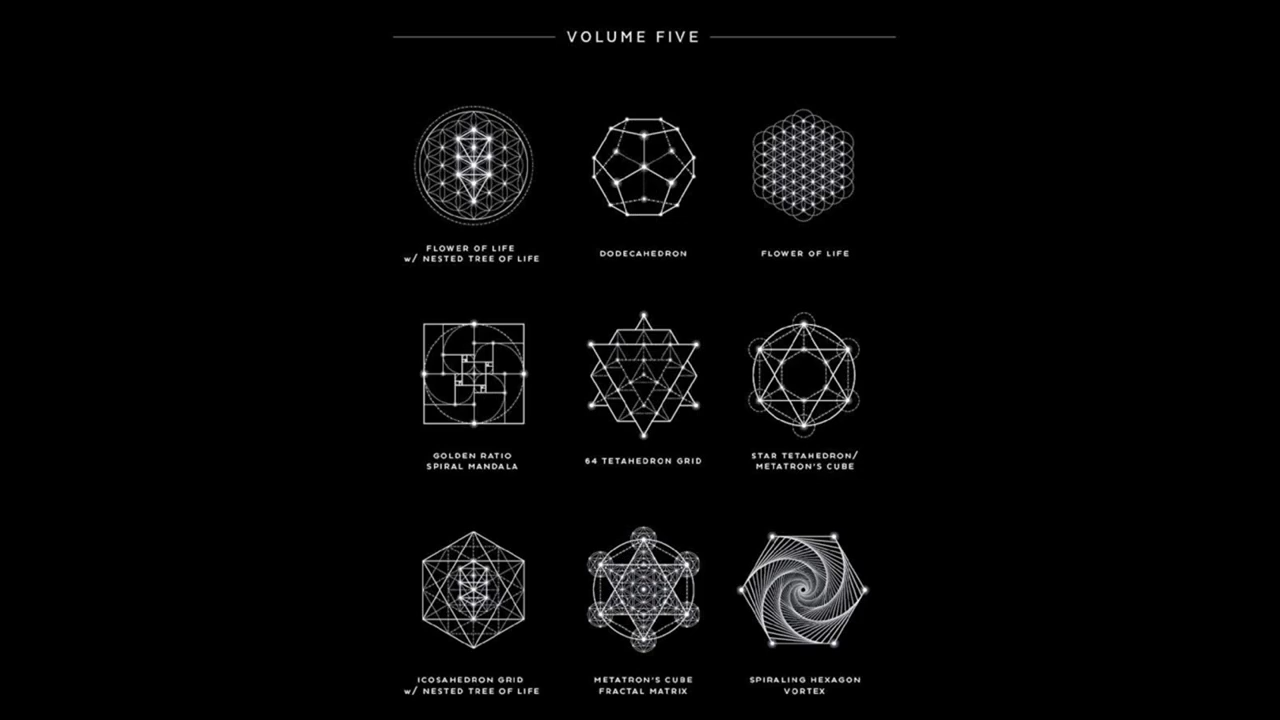 VOLUME FIVE
FLOWER OF LIFE
w/ NESTED TREE OF LIFE
DODECAHEDRON
FLOWER OF LIFE
GOLDEN RATIO
SPIRAL MANDALA
64 TETAHEDRON GRID
STAR TETAHEDRON/
METATRON'S CUBE
ICOSAHEDRON GRID
w/ NESTED TREE OF LIFE
METATRON'S CUBE
FRACTAL MATRIX
SPIRALING HEXAGON
VORTEX